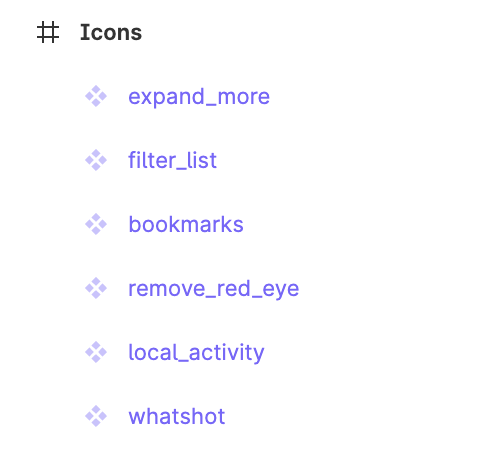 Icons
expand_more
filter_list
bookmarks
remove_red_eye
local_activity
whatshot